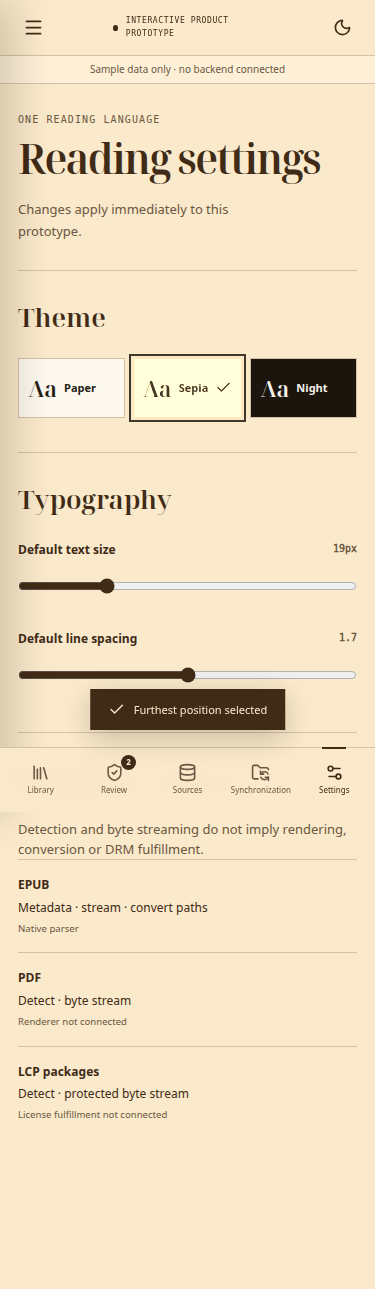 INTERACTIVE PRODUCT
PROTOTYPE
Sample data only · no backend connected
ONE READING LANGUAGE
Reading settings
Changes apply immediately to this
prototype.
Theme
Aa Paper
Aa Sepia
Aa Night
Typography
Default text size
19px
Default line spacing
1.7
Furthest position selected
2
Library
Review
Sources
Synchronization
Settings
Detection and byte streaming do not imply rendering,
conversion or DRM fulfillment.
EPUB
Metadata · stream · convert paths
Native parser
PDF
Detect · byte stream
Renderer not connected
LCP packages
Detect · protected byte stream
License fulfillment not connected